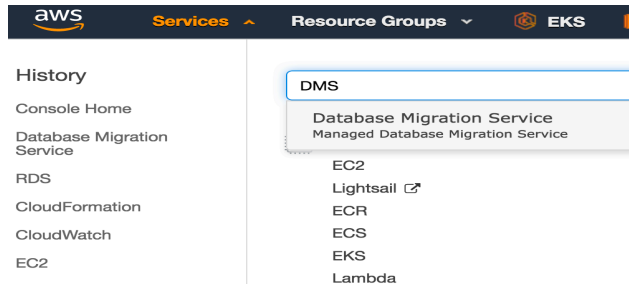 aws Services Resource Groups EKS
History
Console Home
Database Migration
Service
RDS
CloudFormation
CloudWatch
EC2
DMS
Database Migration Service
Managed Database Migration Service
EC2
Lightsail
ECR
ECS
EKS
Lambda